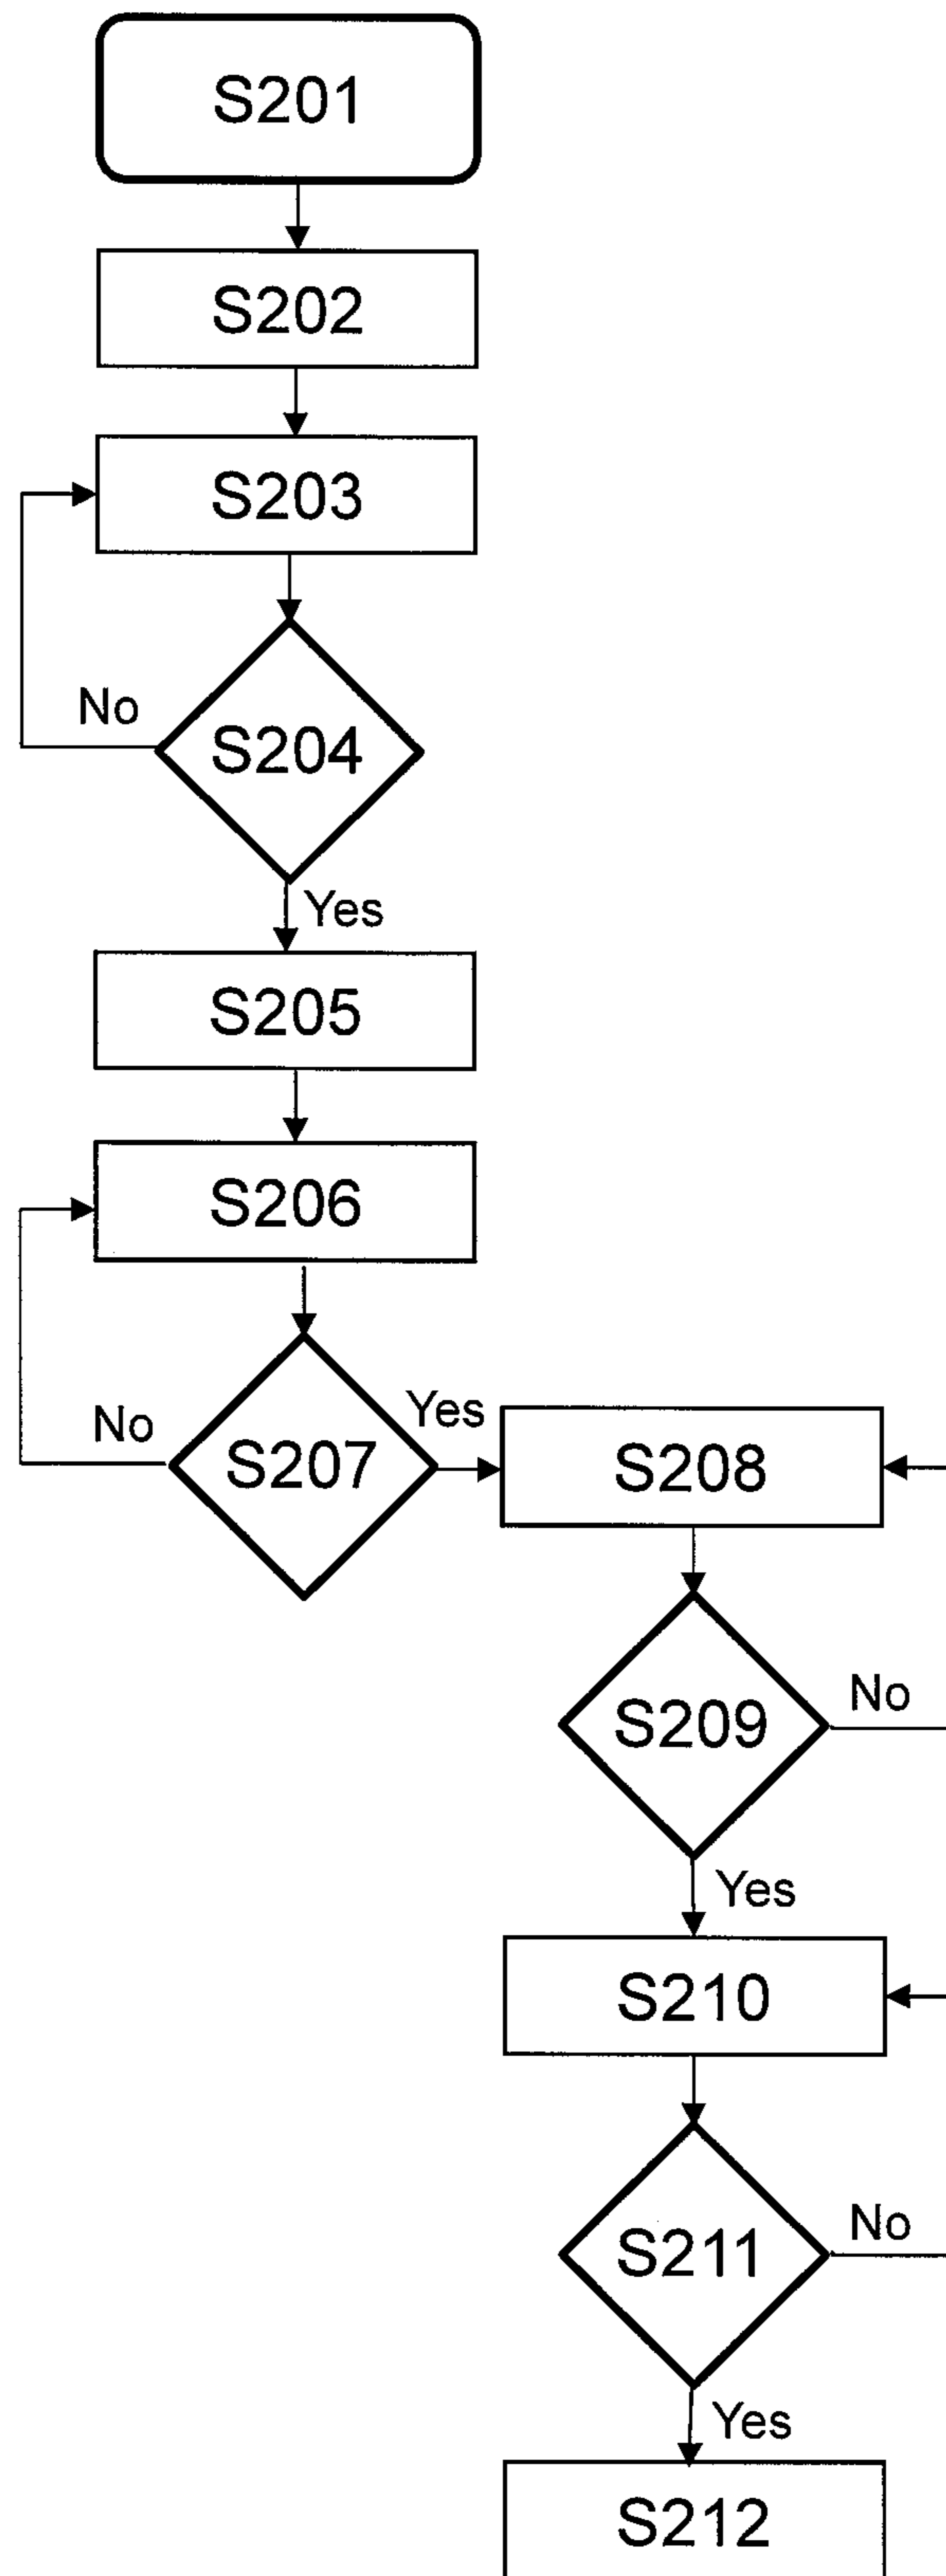 S201
S202
S203
No
S204
Yes
S205
S206
No
S207
Yes
S208
S209
No
Yes
S210
S211
No
Yes
S212